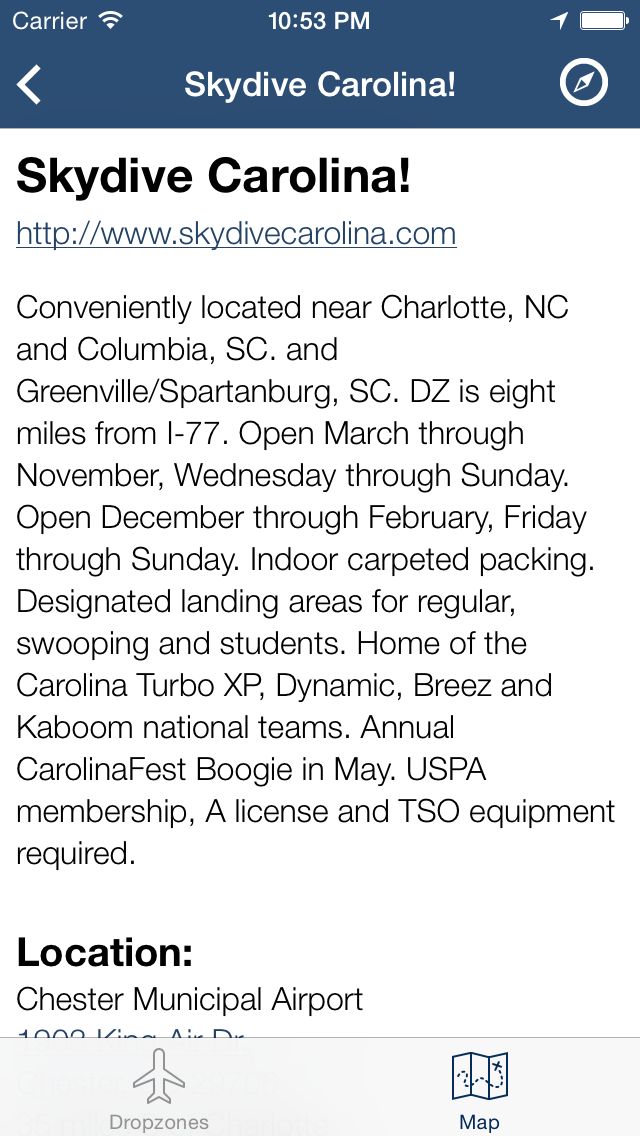 Carrier 10:53 PM
Skydive Carolina!
Skydive Carolina!
http://www.skydivecarolina.com
Conveniently located near Charlotte, NC
and Columbia, SC. and
Greenville/Spartanburg, SC. DZ is eight
miles from I-77. Open March through
November, Wednesday through Sunday.
Open December through February, Friday
through Sunday. Indoor carpeted packing.
Designated landing areas for regular,
swooping and students. Home of the
Carolina Turbo XP, Dynamic, Breez and
Kaboom national teams. Annual
CarolinaFest Boogie in May. USPA
membership, A license and TSO equipment
required.
Location:
Chester Municipal Airport
King Air Dr.
Charlotte
Dropzones Map